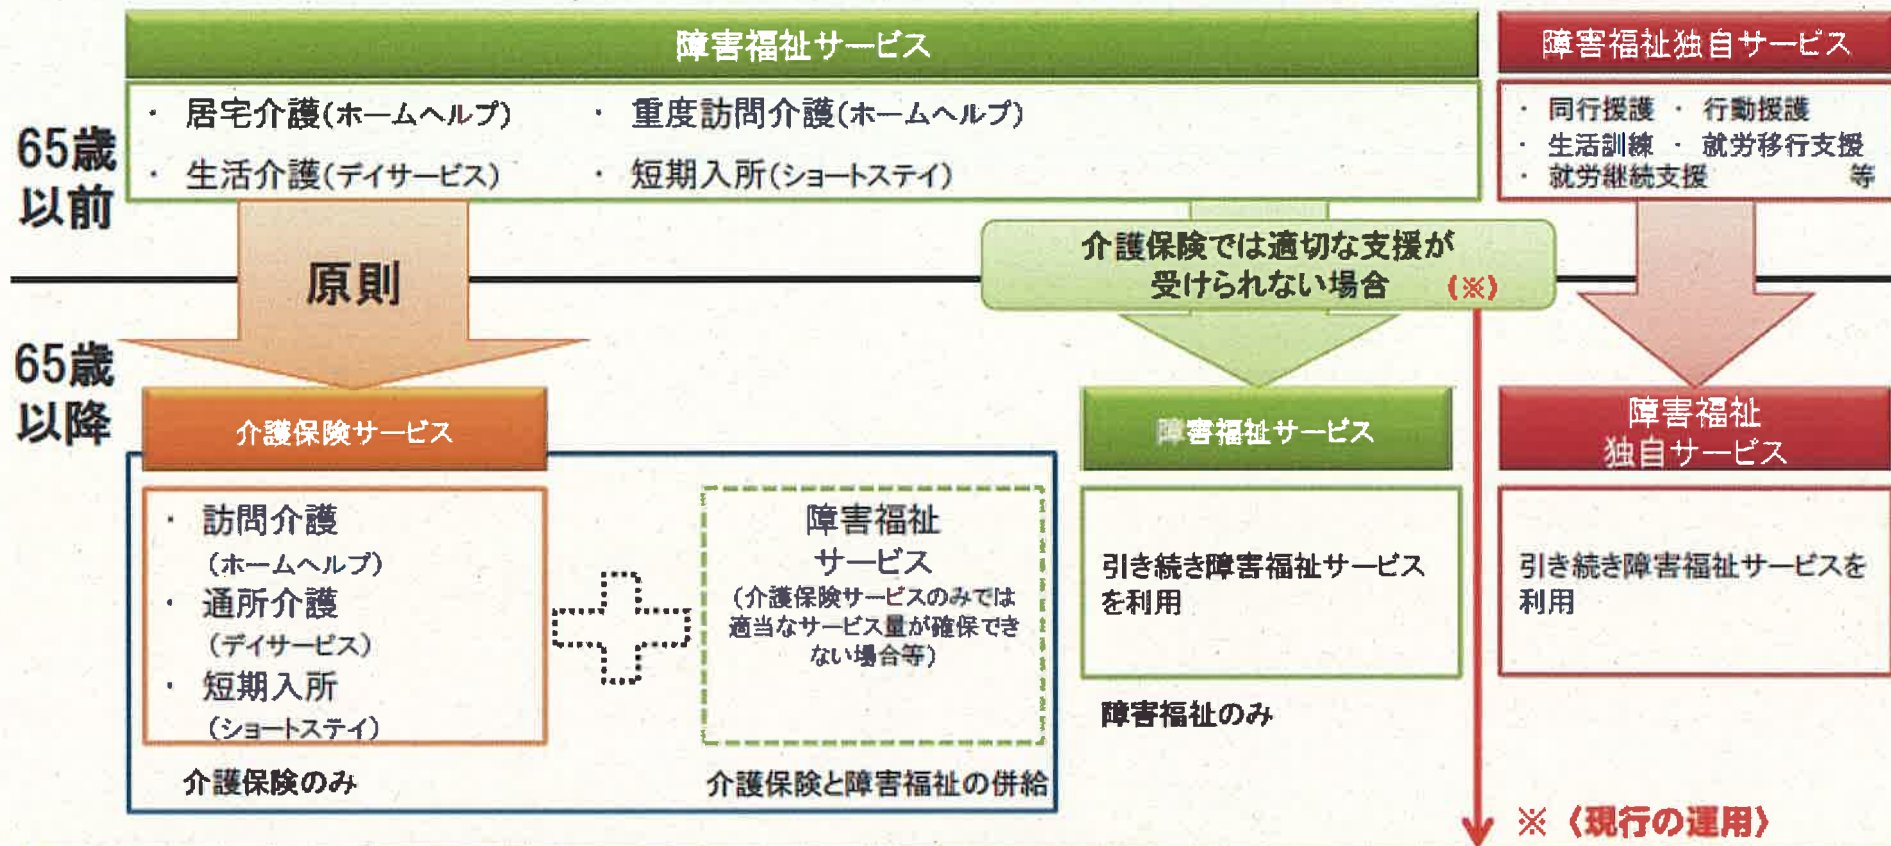 障害福祉サービス
障害福祉独自サービス
65歳
以前
・ 居宅介護(ホームヘルプ)
・ 重度訪問介護(ホームヘルプ)
・ 生活介護(デイサービス)
・ 短期入所(ショートステイ)
・ 同行援護 ・ 行動援護
・ 生活訓練 ・ 就労移行支援
・ 就労継続支援 等
原則
介護保険では適切な支援が
受けられない場合 (※)
65歳
以降
介護保険サービス
・ 訪問介護
(ホームヘルプ)
・ 通所介護
(デイサービス)
・ 短期入所
(ショートステイ)
介護保険のみ
障害福祉
サービス
(介護保険サービスのみでは
適当なサービス量が確保でき
ない場合等)
介護保険と障害福祉の併給
障害福祉サービス
引き続き障害福祉サービス
を利用
障害福祉のみ
障害福祉
独自サービス
引き続き障害福祉サービスを
利用
※〈現行の運用〉